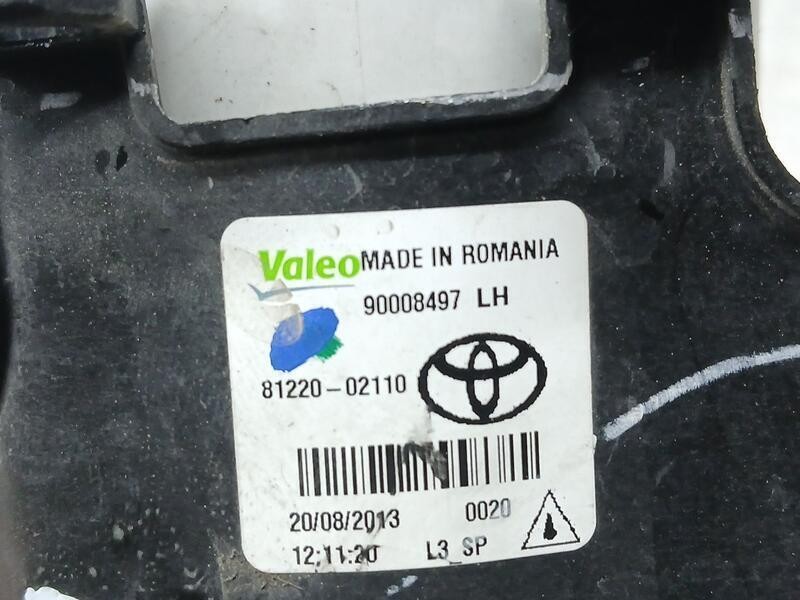 Valeo MADE IN ROMANIA
90008497 LH
81220-02110
20/08/2013 0020
12:11:20 L3_SP